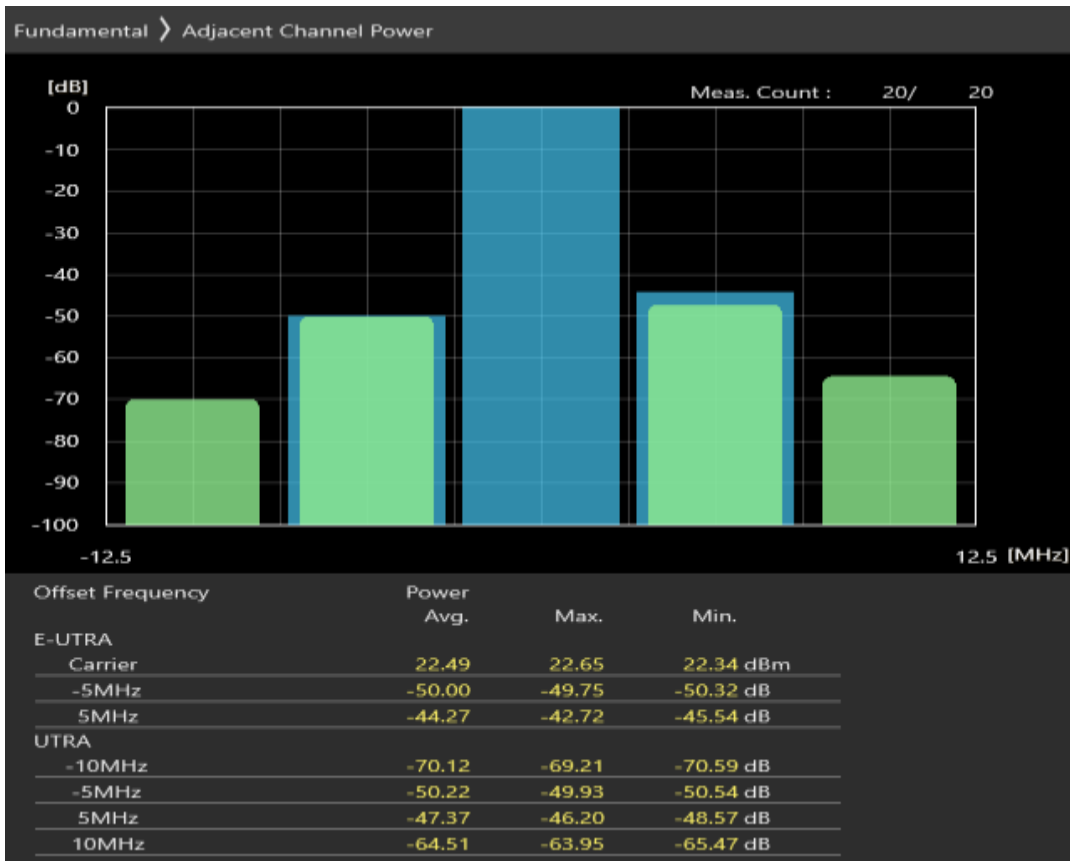 Fundamental 〉 Adjacent Channel Power
[dB]
Meas. Count : 20/ 20
0
-10
-20
-30
-40
-50
-60
-70
-80
-90
-100
-12.5 12.5 [MHz]
Offset Frequency Power
Avg. Max. Min.
E-UTRA
Carrier 22.49 22.65 22.34 dBm
-5MHz -50.00 -49.75 -50.32 dB
5MHz -44.27 -42.72 -45.54 dB
UTRA
-10MHz -70.12 -69.21 -70.59 dB
-5MHz -50.22 -49.93 -50.54 dB
5MHz -47.37 -46.20 -48.57 dB
10MHz -64.51 -63.95 -65.47 dB